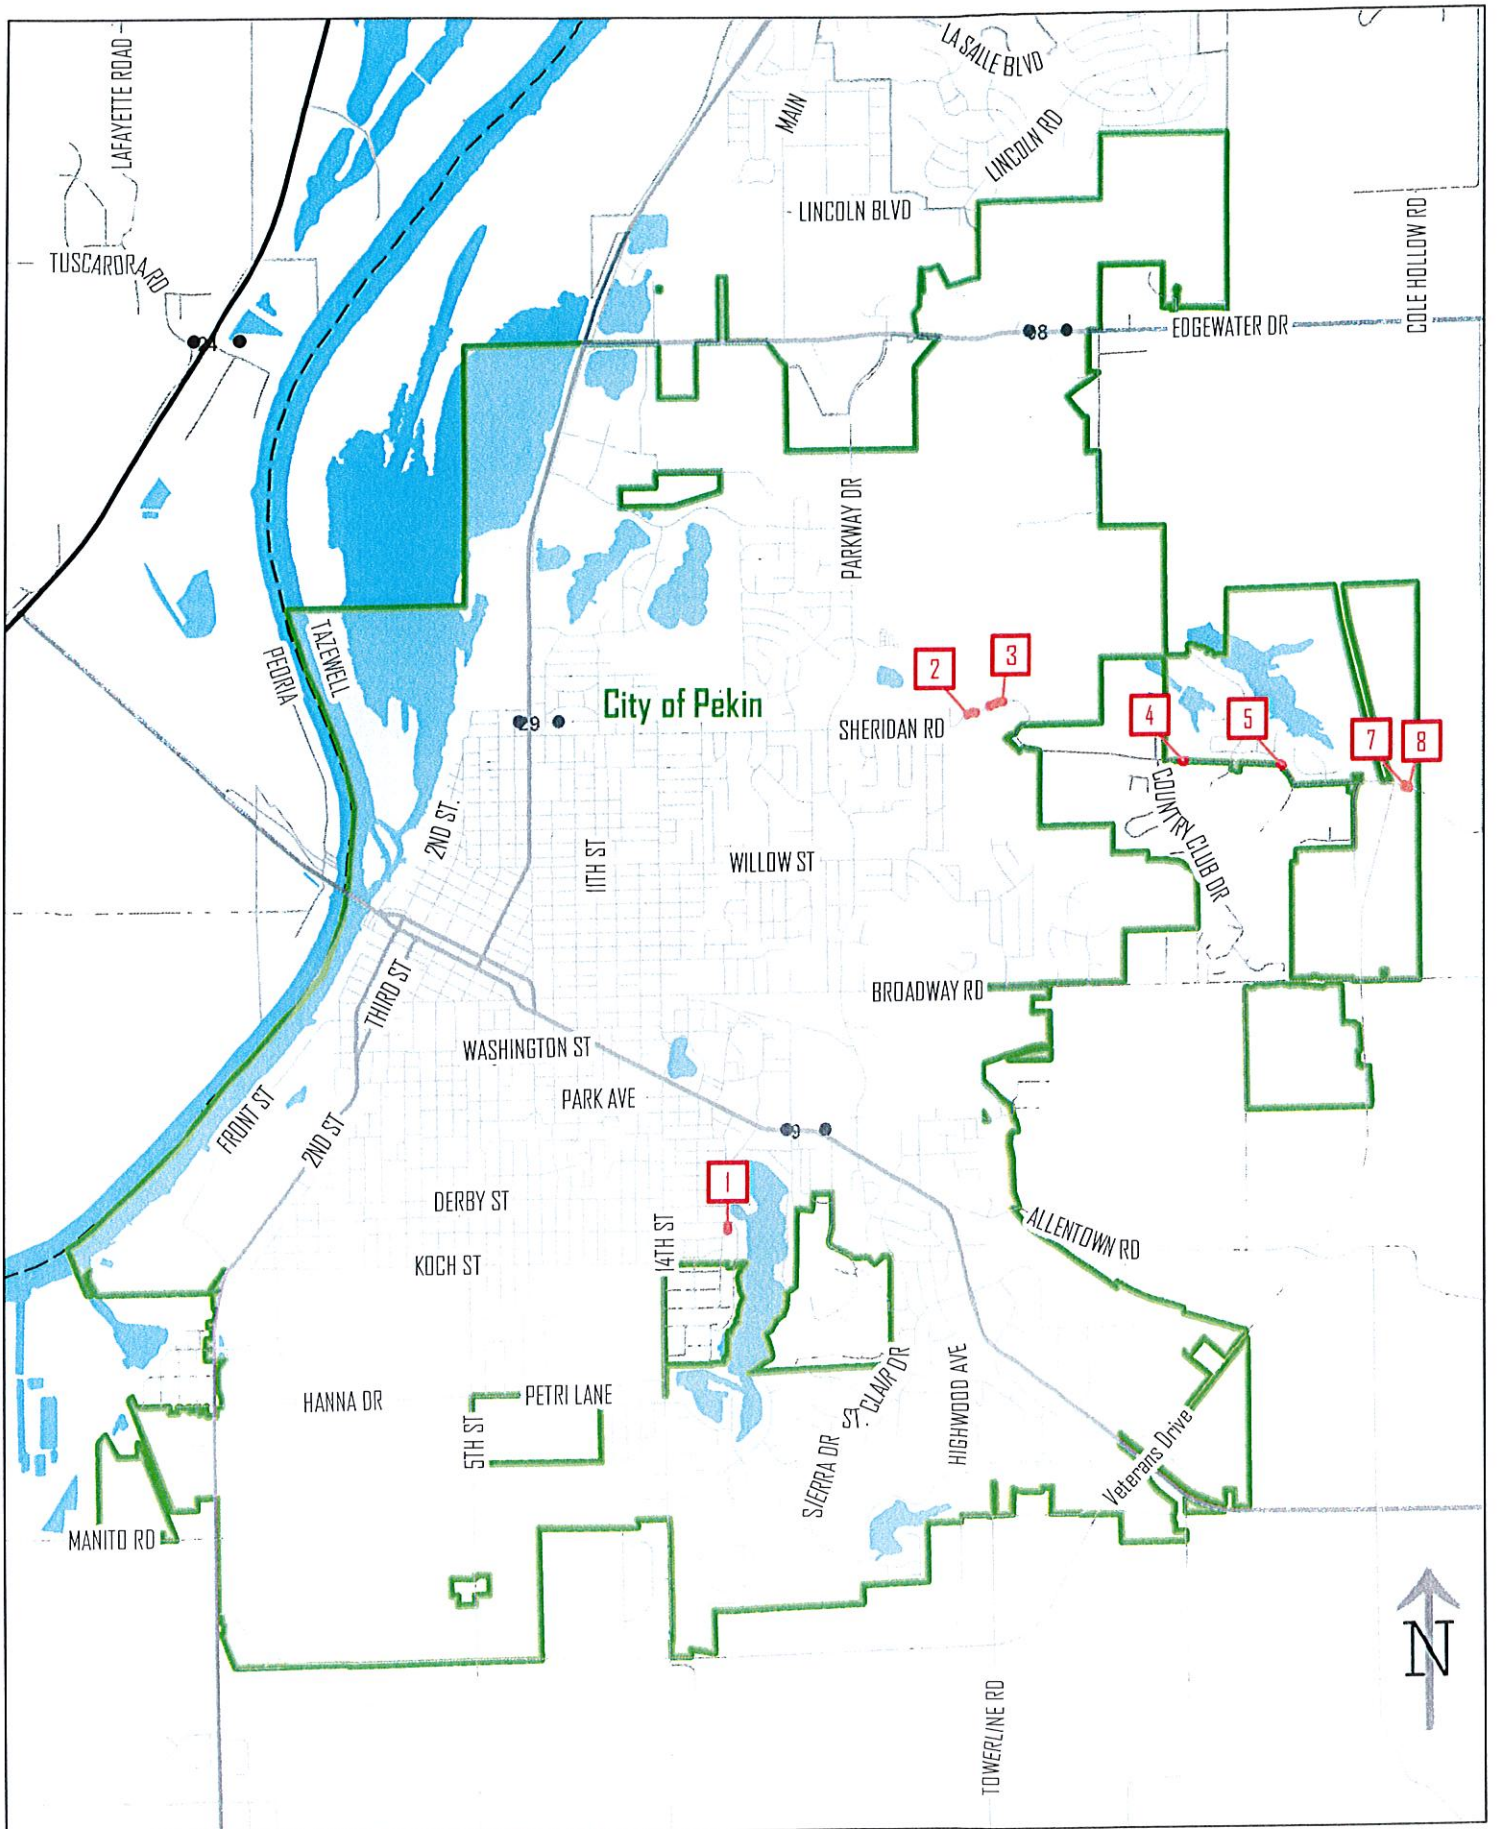 LAFAYETTE ROAD
LA SALLE BLVD
MAIN
LINCOLN RD
LINCOLN BLVD
COLE HOLLOW RD
TUSCARORA RD
24
98
EDGEWATER DR
PARKWAY DR
TAZEWELL
PEORIA
2
3
City of Pekin
29
SHERIDAN RD
4
5
7
8
2ND ST.
11TH ST
WILLOW ST
COUNTRY CLUB DR
THIRD ST
BROADWAY RD
WASHINGTON ST
PARK AVE
FRONT ST
2ND ST
9
1
DERBY ST
14TH ST
ALLENTOWN RD
KOCH ST
HANNA DR
PETRI LANE
5TH ST
ST. CLAIR DR
SIERRA DR
HIGHWOOD AVE
Veterans Drive
MANITO RD
N
TOWERLINE RD